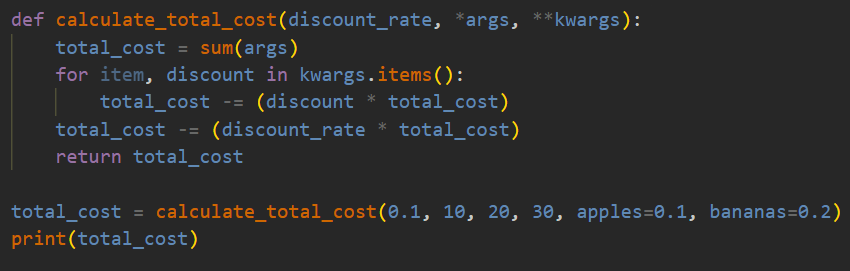 def calculate_total_cost(discount_rate, *args, **kwargs):
    total_cost = sum(args)
    for item, discount in kwargs.items():
        total_cost -= (discount * total_cost)
    total_cost -= (discount_rate * total_cost)
    return total_cost

total_cost = calculate_total_cost(0.1, 10, 20, 30, apples=0.1, bananas=0.2)
print(total_cost)